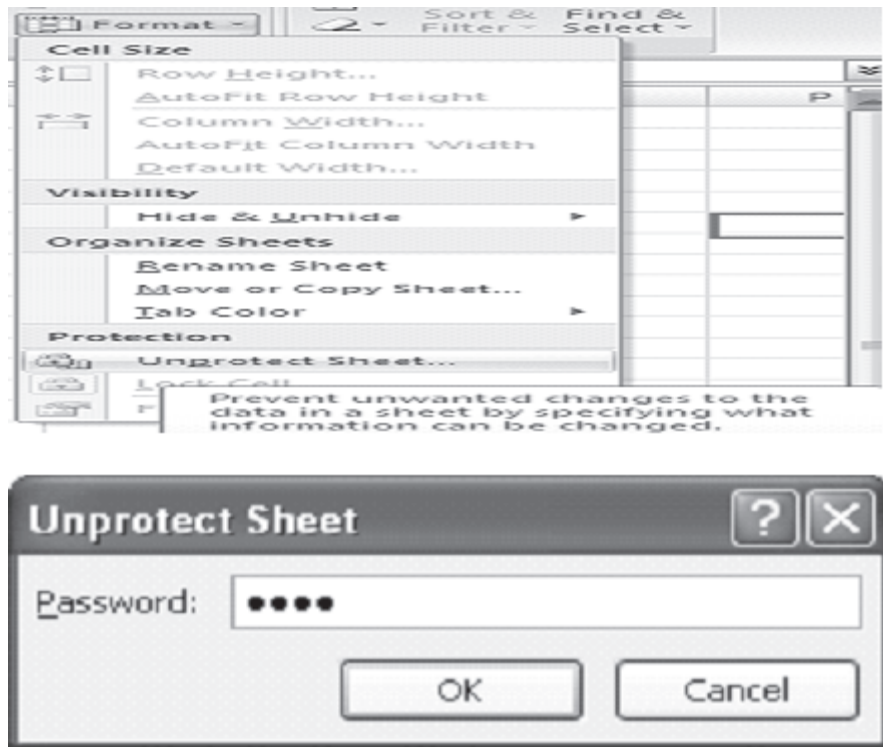 Format
Sort & Find &
Filter Select
Cell Size
Row Height...
AutoFit Row Height
P
Column Width...
AutoFit Column Width
Default Width...
Visibility
Hide & Unhide
Organize Sheets
Rename Sheet
Move or Copy Sheet...
Tab Color
Protection
Unprotect Sheet...
Lock Cell
F
Prevent unwanted changes to the
data in a sheet by specifying what
information can be changed.
Unprotect Sheet
Password: ••••
OK Cancel